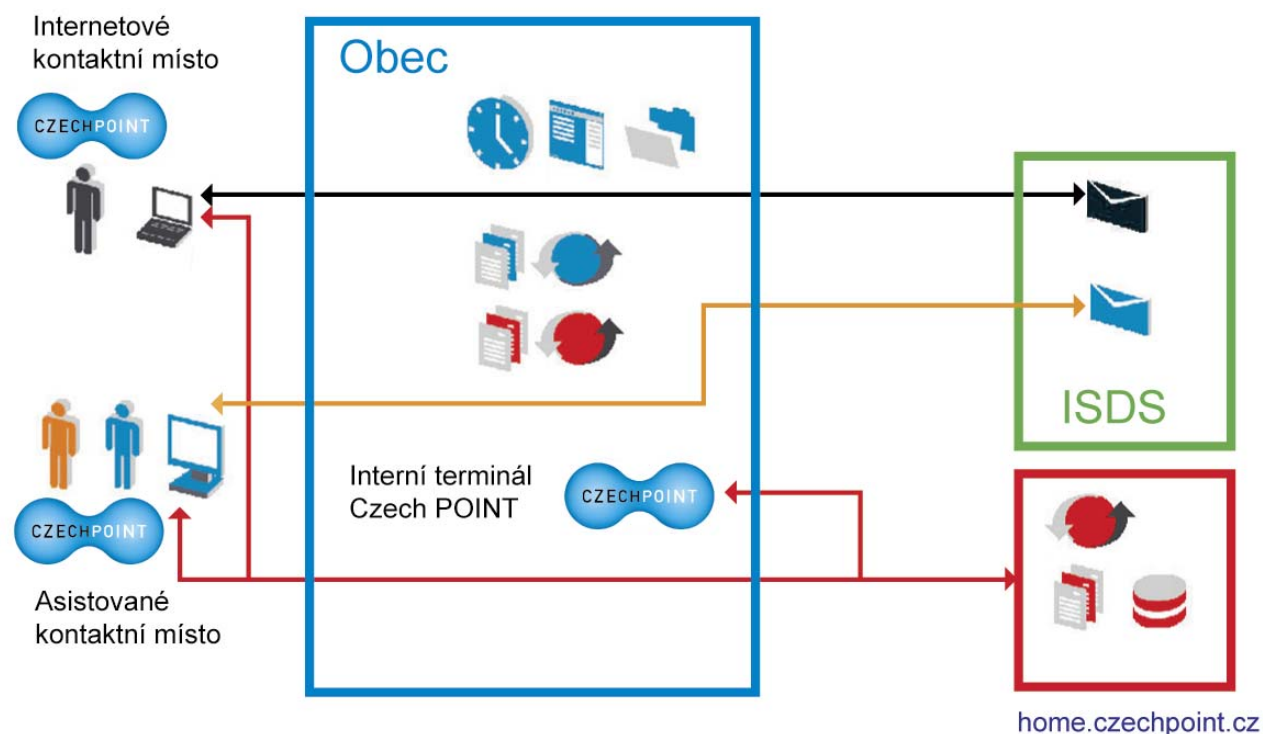 Internetové
kontaktní místo
CZECHPOINT
Obec
ISDS
Interní terminál
Czech POINT
CZECHPOINT
CZECHPOINT
Asistované
kontaktní místo
home.czechpoint.cz